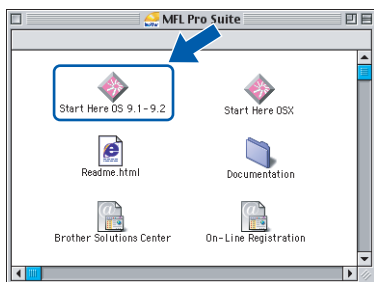 MFL Pro Suite
Start Here OS 9.1-9.2
Start Here OSX
Readme.html
Documentation
Brother Solutions Center
On-Line Registration